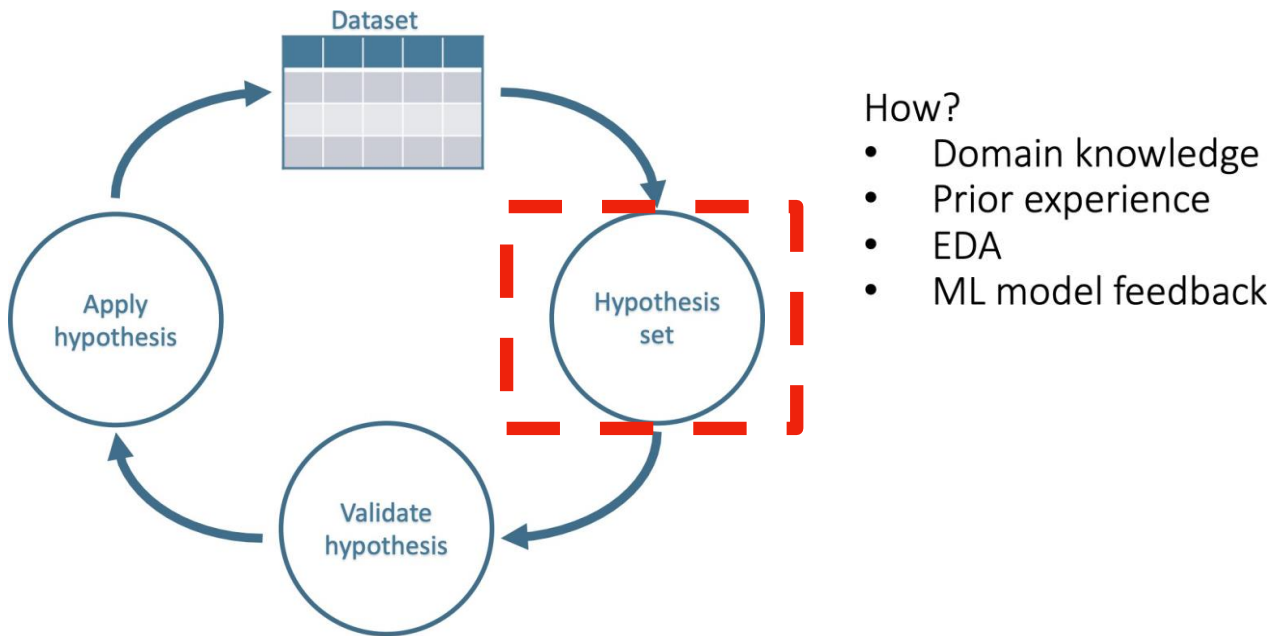 Dataset
How?
• Domain knowledge
• Prior experience
• EDA
• ML model feedback
Apply
hypothesis
Hypothesis
set
Validate
hypothesis